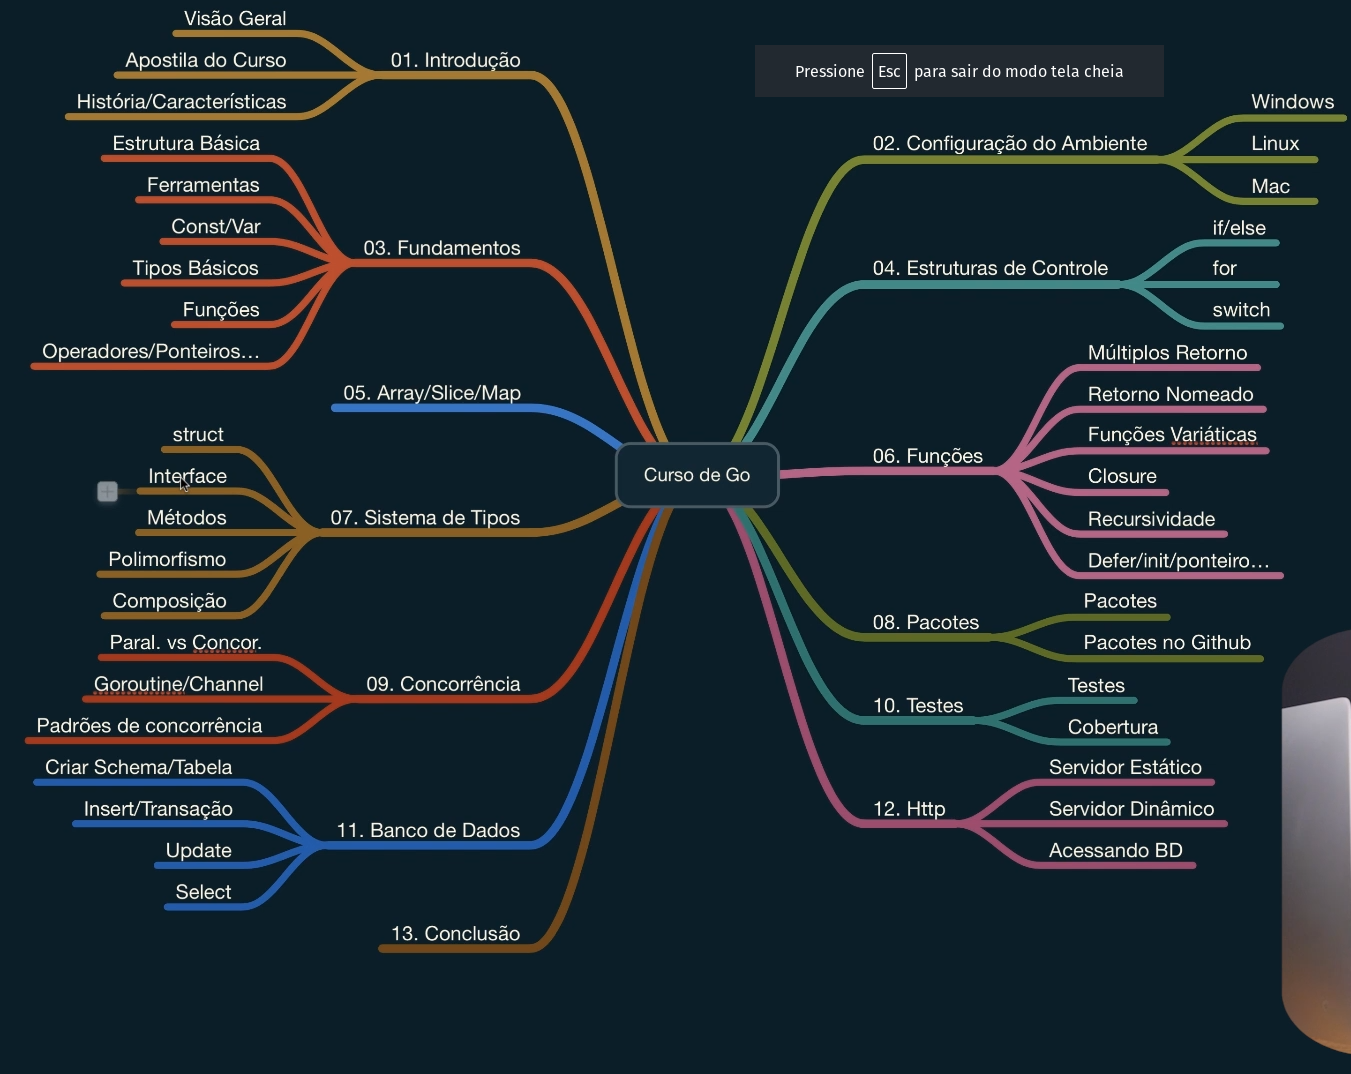 Visão Geral
Apostila do Curso
História/Características
01. Introdução
Pressione Esc para sair do modo tela cheia
02. Configuração do Ambiente
Windows
Linux
Mac
Estrutura Básica
Ferramentas
Const/Var
Tipos Básicos
Funções
Operadores/Ponteiros...
03. Fundamentos
04. Estruturas de Controle
if/else
for
switch
05. Array/Slice/Map
Curso de Go
06. Funções
Múltiplos Retorno
Retorno Nomeado
Funções Variáticas
Closure
Recursividade
Defer/init/ponteiro...
struct
Interface
Métodos
Polimorfismo
Composição
07. Sistema de Tipos
08. Pacotes
Pacotes
Pacotes no Github
Paral. vs Concor.
Goroutine/Channel
Padrões de concorrência
09. Concorrência
10. Testes
Testes
Cobertura
Criar Schema/Tabela
Insert/Transação
Update
Select
11. Banco de Dados
12. Http
Servidor Estático
Servidor Dinâmico
Acessando BD
13. Conclusão